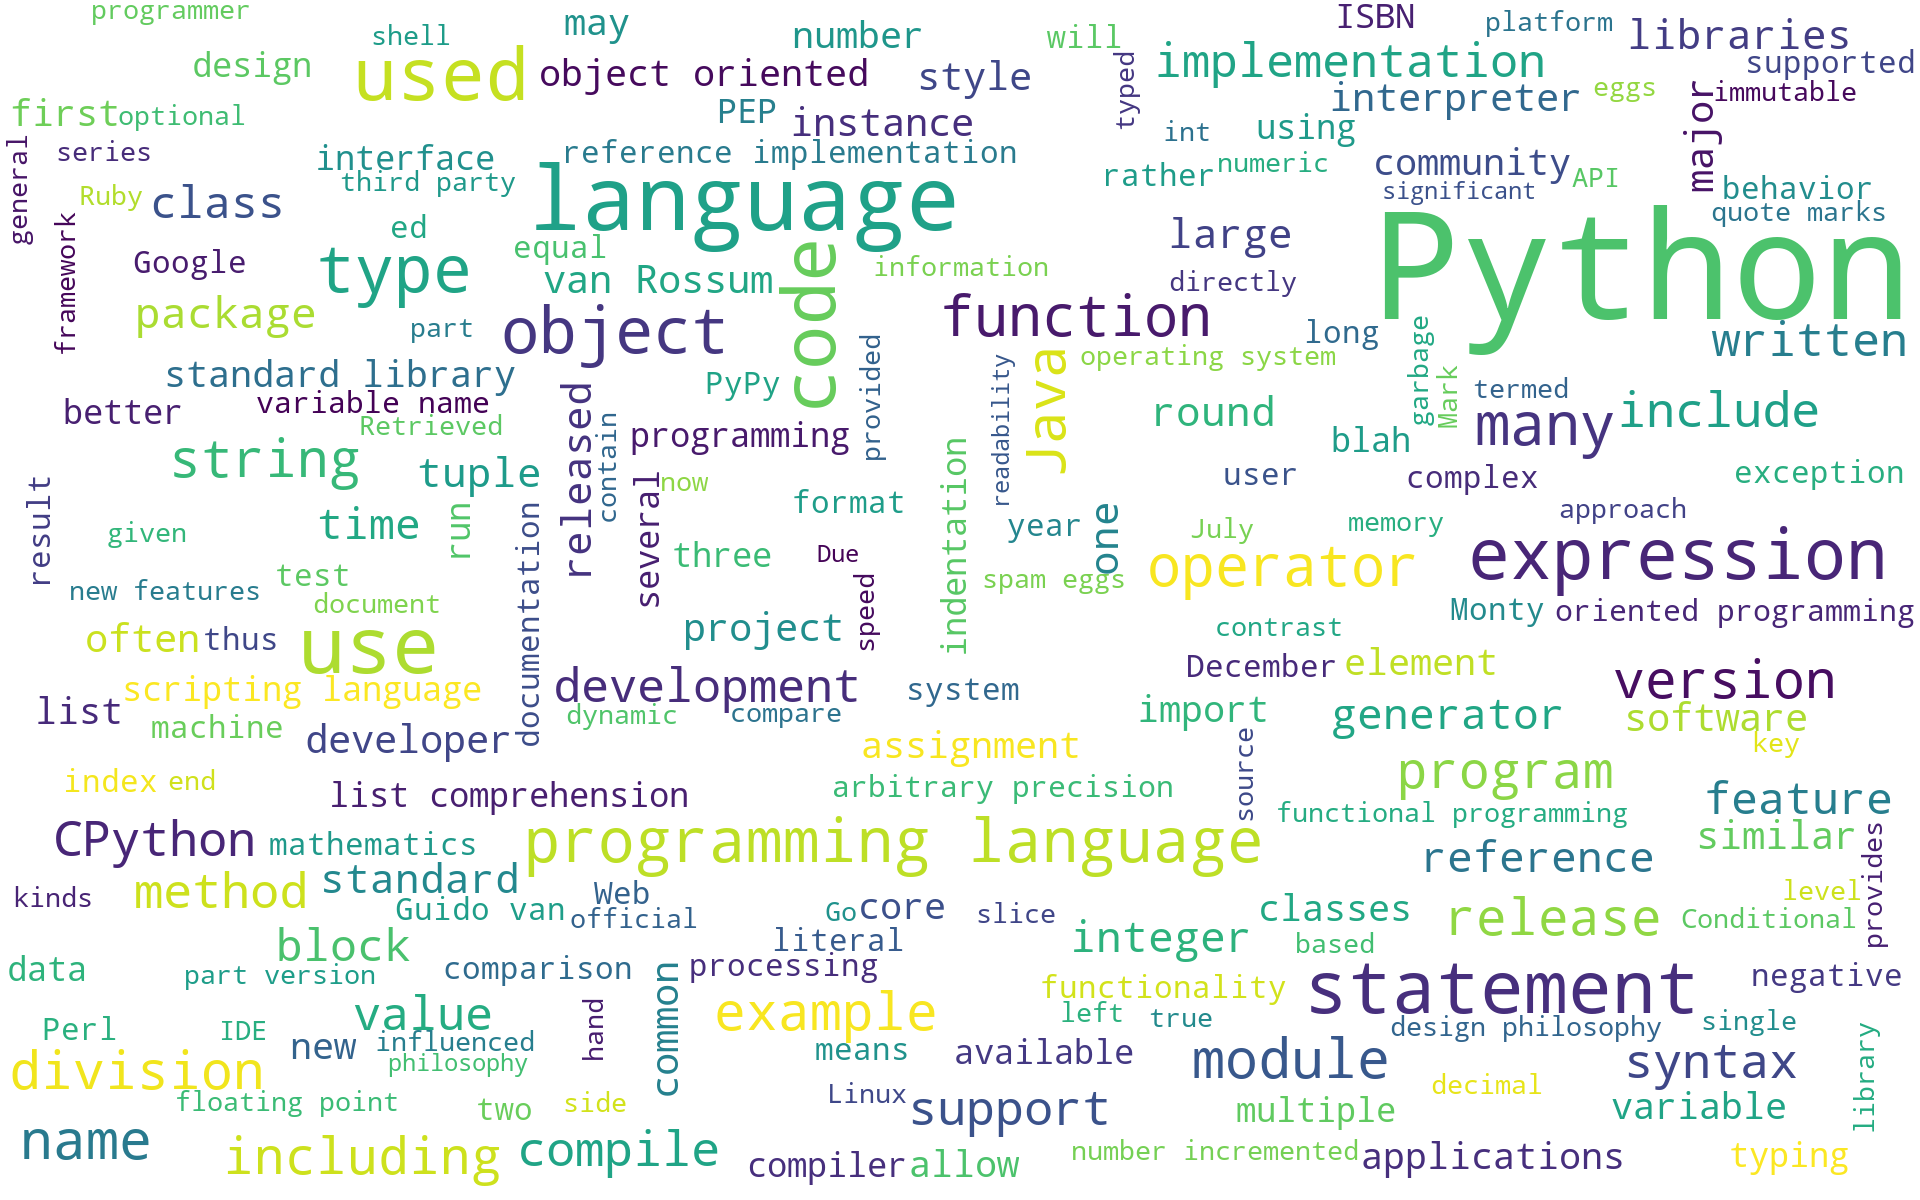 programmer
shell
may
number
will
ISBN
platform
libraries
design
used
object oriented
style
typed
implementation
supported
first
optional
PEP
instance
int
using
interpreter
eggs
major
immutable
general
series
interface
reference implementation
third party
language
rather
numeric
community
significant
API
behavior
quote marks
Ruby
class
framework
ed
equal
large
Python
Google
type
van Rossum
code
information
directly
package
part
object
function
long
written
standard library
PyPy
provided
readability
Java
operating system
garbage
Mark
termed
better
variable name
Retrieved
released
contain
programming
round
blah
many
include
string
tuple
now
format
indentation
user
complex
exception
result
given
time
run
documentation
several
three
Due
year
one
July
memory
approach
new features
test
document
speed
spam eggs
operator
expression
often
thus
use
project
contrast
Monty
oriented programming
scripting language
development
system
December
element
version
list
machine
developer
dynamic
compare
import
generator
software
key
assignment
source
index
end
list comprehension
arbitrary precision
program
feature
functional programming
CPython
mathematics
programming language
reference
similar
provides
kinds
method
standard
Guido van
Web
official
Go
core
slice
classes
release
level
Conditional
block
literal
integer
based
data
part version
comparison
common
processing
functionality
statement
negative
Perl
IDE
new
value
influenced
philosophy
hand
example
left
true
design philosophy
single
library
division
means
available
module
syntax
floating point
two
side
Linux
support
multiple
decimal
variable
name
including
compile
compiler
allow
number incremented
applications
typing